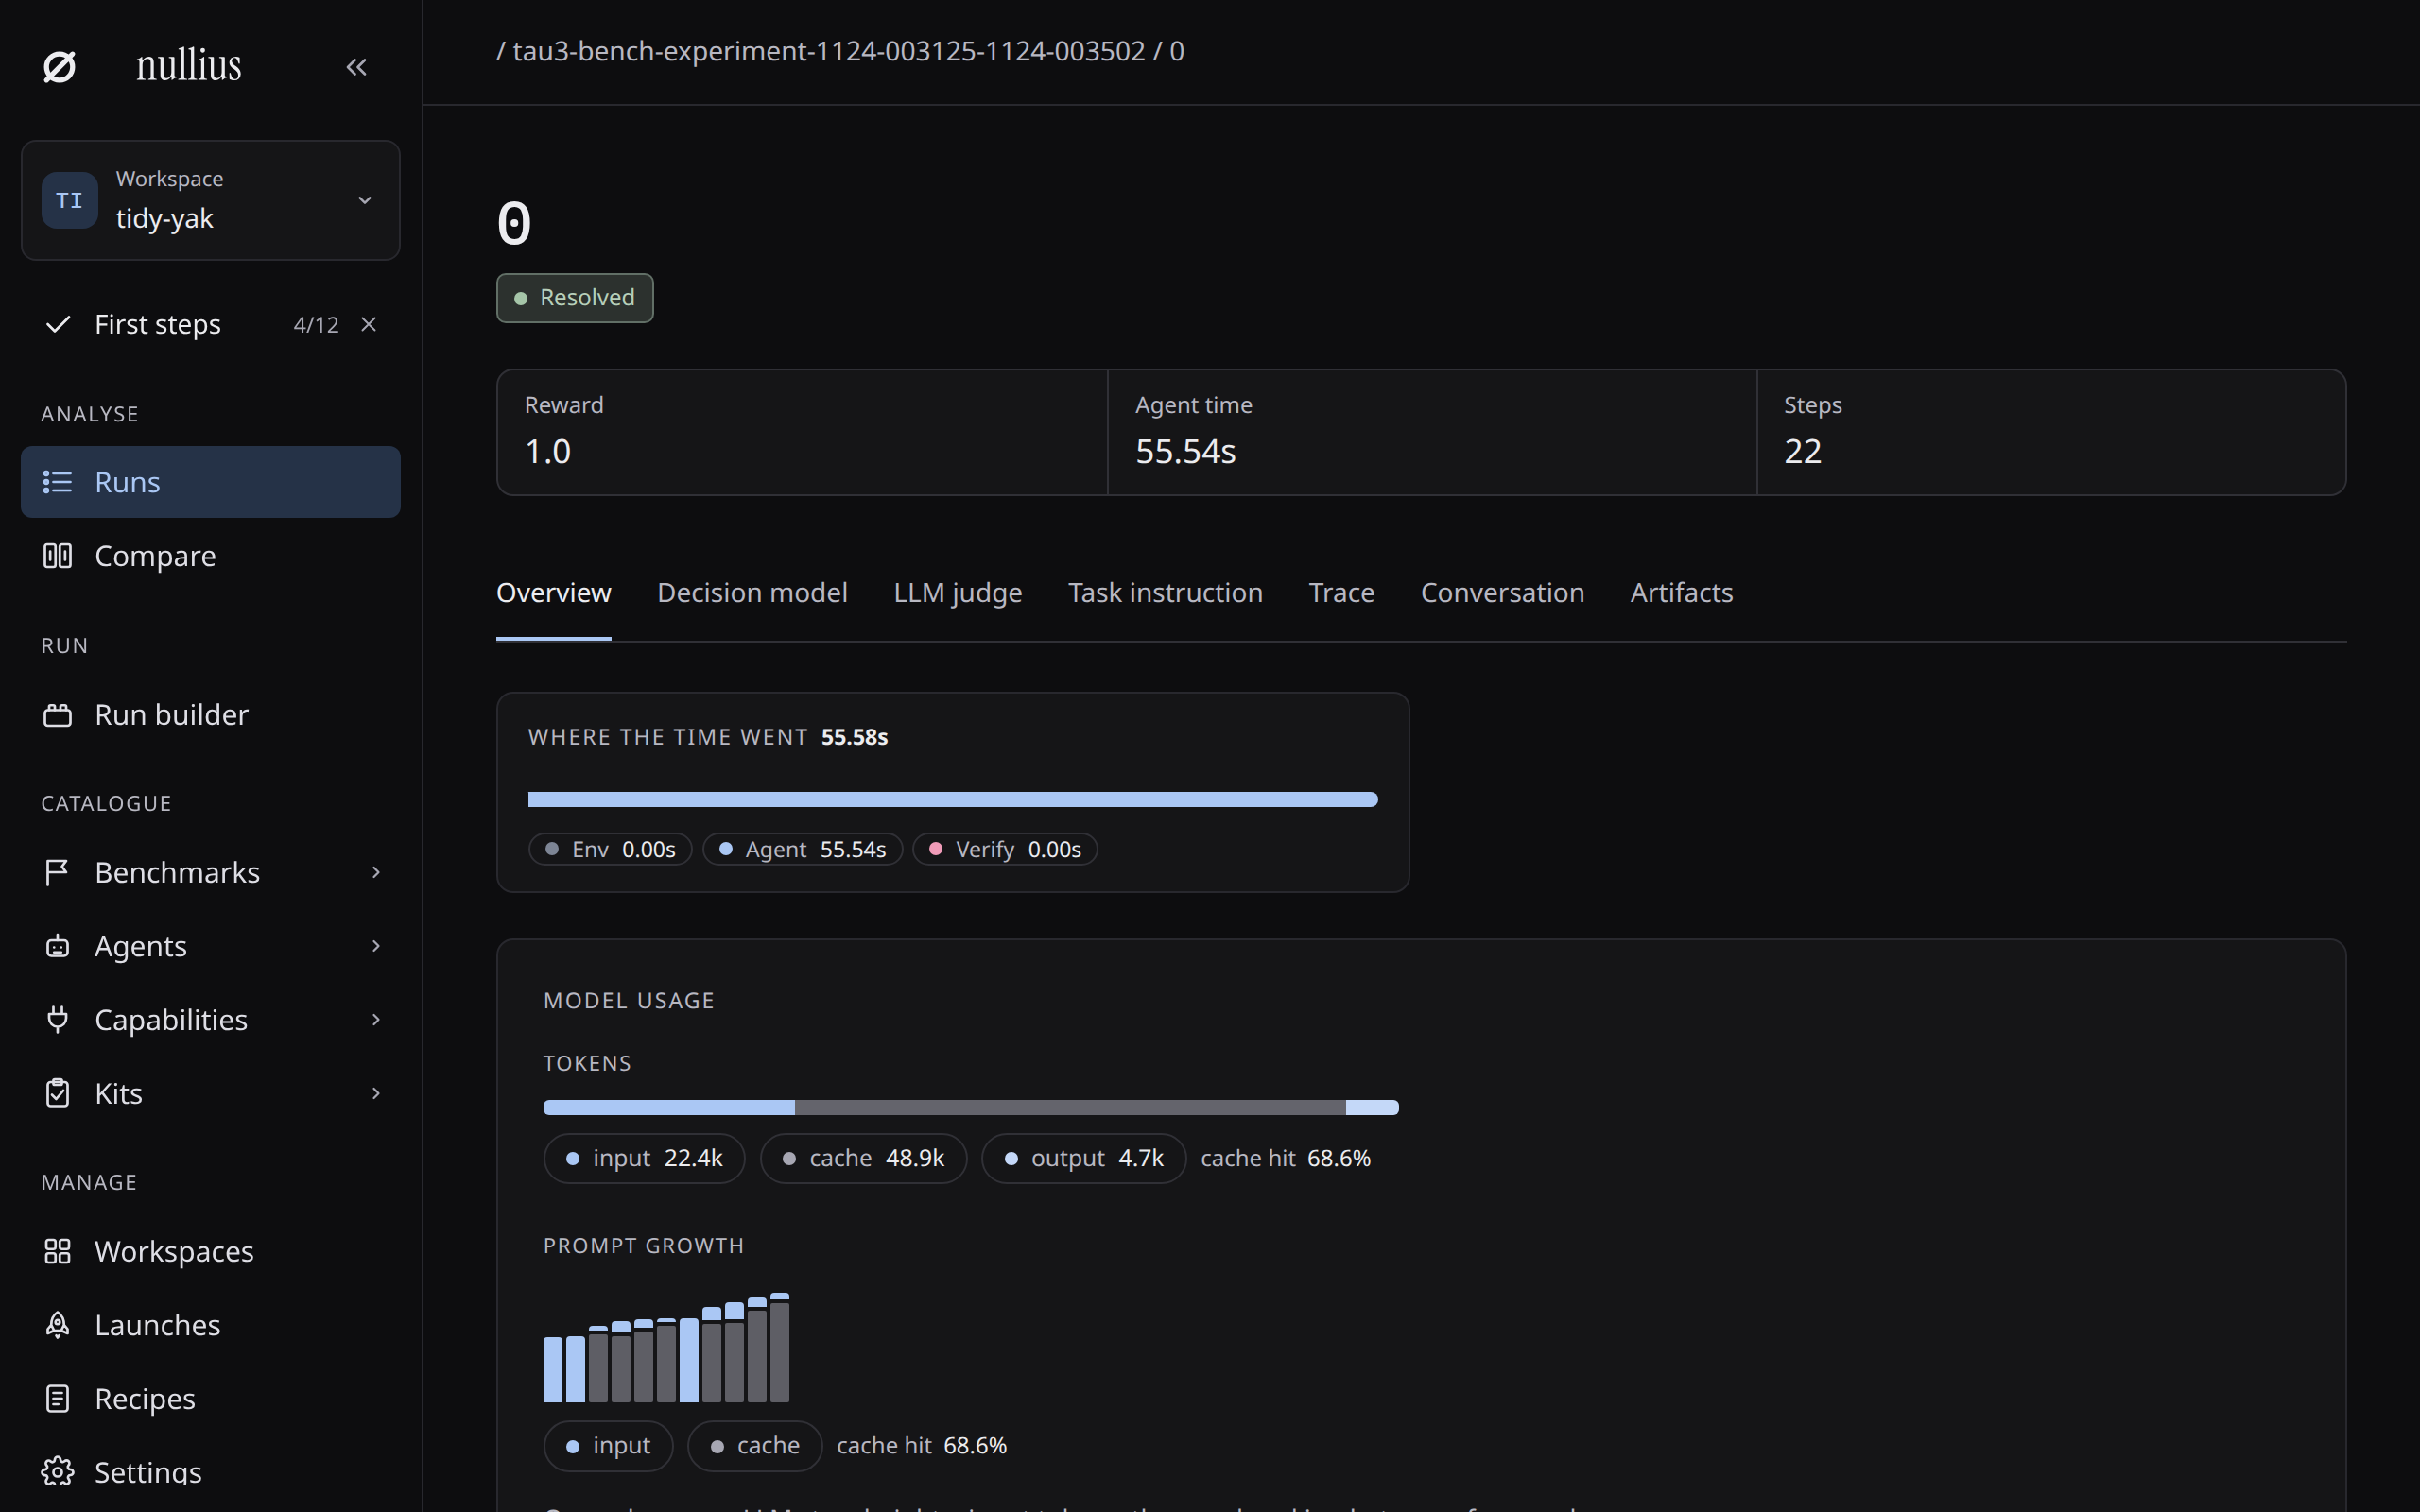 nullius
/ tau3-bench-experiment-1124-003125-1124-003502 / 0
TI
Workspace
tidy-yak
First steps 4/12
ANALYSE
Runs
Compare
RUN
Run builder
CATALOGUE
Benchmarks
Agents
Capabilities
Kits
MANAGE
Workspaces
Launches
Recipes
Settings
0
Resolved
Reward
1.0
Agent time
55.54s
Steps
22
Overview Decision model LLM judge Task instruction Trace Conversation Artifacts
WHERE THE TIME WENT 55.58s
Env 0.00s Agent 55.54s Verify 0.00s
MODEL USAGE
TOKENS
input 22.4k cache 48.9k output 4.7k cache hit 68.6%
PROMPT GROWTH
input cache cache hit 68.6%